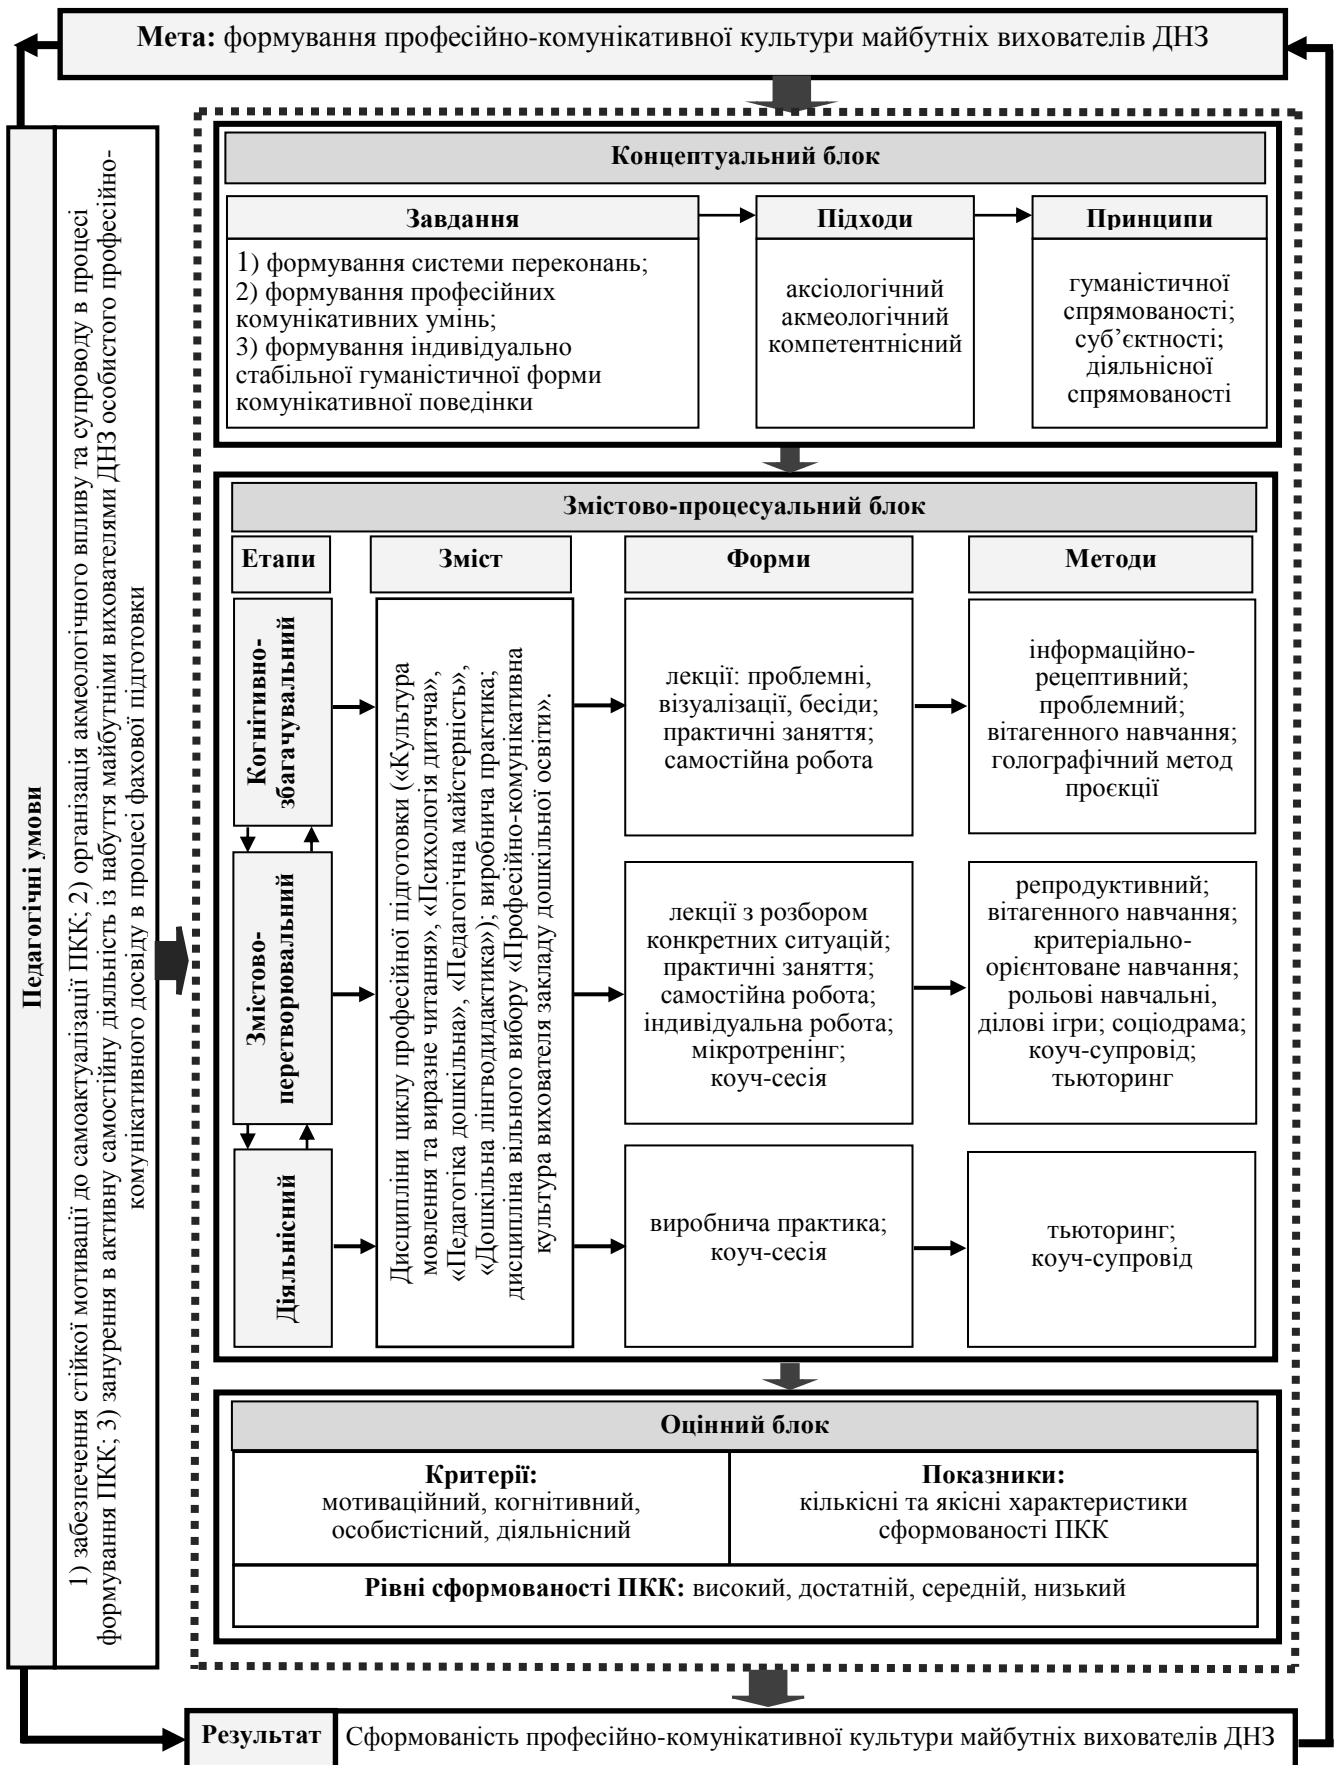 Мета: формування професійно-комунікативної культури майбутніх вихователів ДНЗ
Педагогічні умови
1) забезпечення стійкої мотивації до самоактуалізації ПКК; 2) організація акмеологічного впливу та супроводу в процесі
формування ПКК; 3) занурення в активну самостійну діяльність із набуття майбутніми вихователями ДНЗ особистого професійно-
комунікативного досвіду в процесі фахової підготовки
Концептуальний блок
Завдання
1) формування системи переконань;
2) формування професійних
комунікативних умінь;
3) формування індивідуально
стабільної гуманістичної форми
комунікативної поведінки
Підходи
аксіологічний
акмеологічний
компетентнісний
Принципи
гуманістичної
спрямованості;
суб’єктності;
діяльнісної
спрямованості
Змістово-процесуальний блок
Етапи
Зміст
Форми
Методи
Когнітивно-
збагачувальний
Змістово-
перетворювальний
Діяльнісний
Дисципліни циклу професійної підготовки («Культура
мовлення та виразне читання», «Психологія дитяча»,
«Педагогіка дошкільна», «Педагогічна майстерність»,
«Дошкільна лінгводидактика»); виробнича практика;
дисципліна вільного вибору «Професійно-комунікативна
культура вихователя закладу дошкільної освіти».
лекції: проблемні,
візуалізації, бесіди;
практичні заняття;
самостійна робота
інформаційно-
рецептивний;
проблемний;
вітагенного навчання;
голографічний метод
проєкції
лекції з розбором
конкретних ситуацій;
практичні заняття;
самостійна робота;
індивідуальна робота;
мікротренінг;
коуч-сесія
репродуктивний;
вітагенного навчання;
критеріально-
орієнтоване навчання;
рольові навчальні,
ділові ігри; соціодрама;
коуч-супровід;
тьюторинг
виробнича практика;
коуч-сесія
тьюторинг;
коуч-супровід
Оцінний блок
Критерії:
мотиваційний, когнітивний,
особистісний, діяльнісний
Показники:
кількісні та якісні характеристики
сформованості ПКК
Рівні сформованості ПКК: високий, достатній, середній, низький
Результат
Сформованість професійно-комунікативної культури майбутніх вихователів ДНЗ